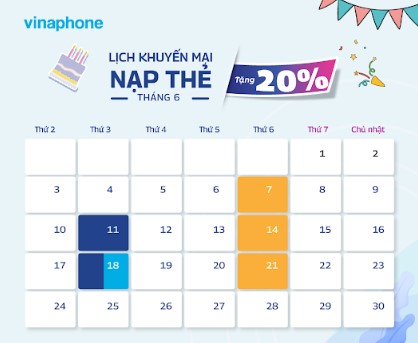 vinaphone
LỊCH KHUYẾN MẠI
NẠP THẺ
THÁNG 6
Tặng 20%
Thứ 2 Thứ 3 Thứ 4 Thứ 5 Thứ 6 Thứ 7 Chủ nhật
1 2
3 4 5 6 7 8 9
10 11 12 13 14 15 16
17 18 19 20 21 22 23
24 25 26 27 28 29 30